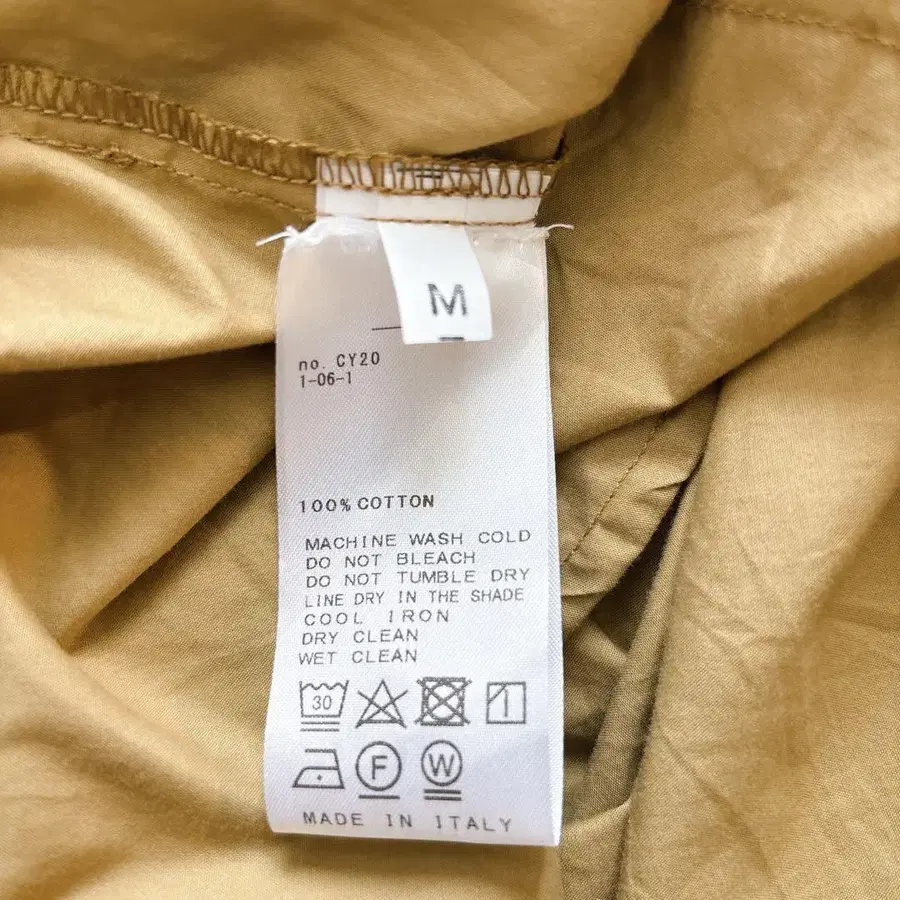 M
no. CY20
1-06-1
100% COTTON
MACHINE WASH COLD
DO NOT BLEACH
DO NOT TUMBLE DRY
LINE DRY IN THE SHADE
COOL IRON
DRY CLEAN
WET CLEAN
30
F W
MADE IN ITALY